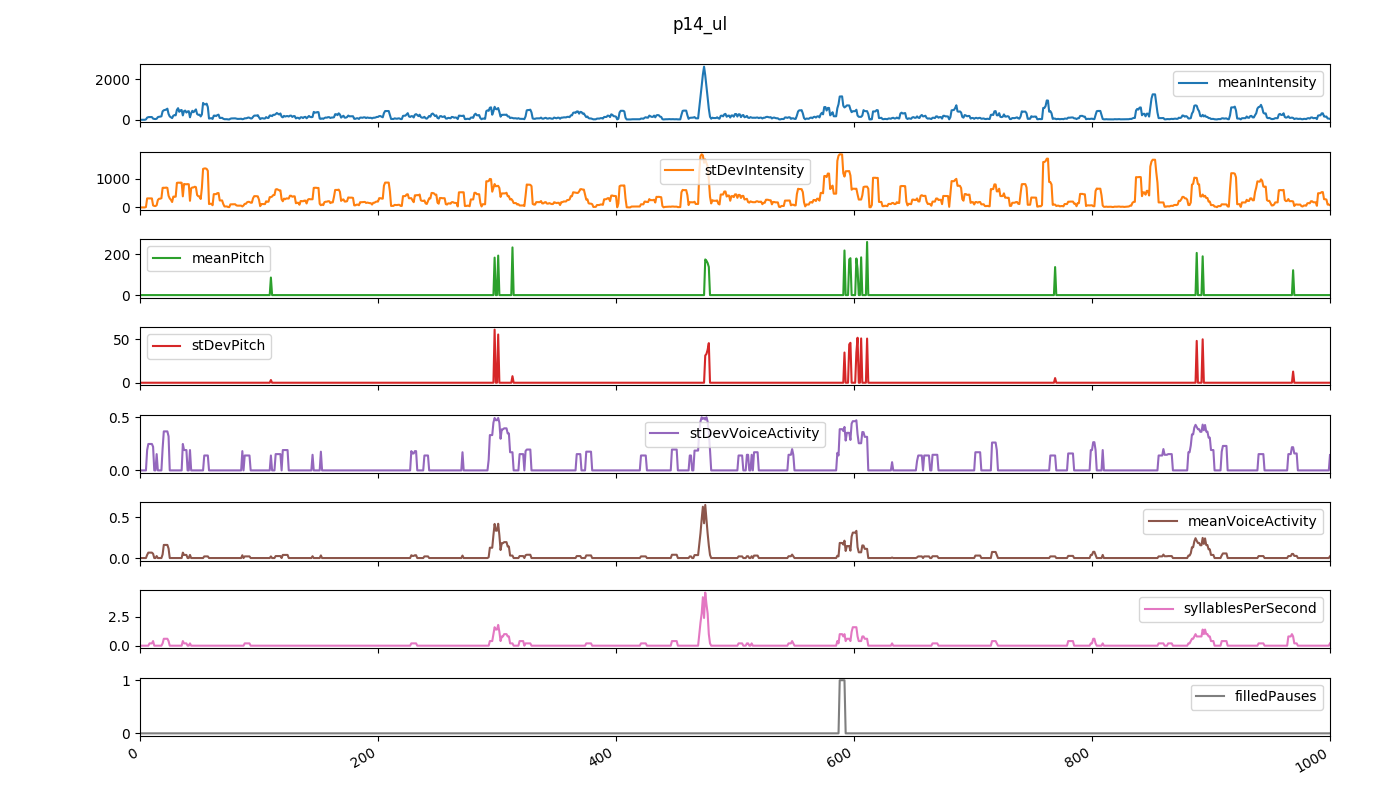 p14_ul
2000
0
meanIntensity
1000
0
stDevIntensity
200
0
meanPitch
50
0
stDevPitch
0.5
0.0
stDevVoiceActivity
0.5
0.0
meanVoiceActivity
2.5
0.0
syllablesPerSecond
1
0
filledPauses
0 200 400 600 800 1000